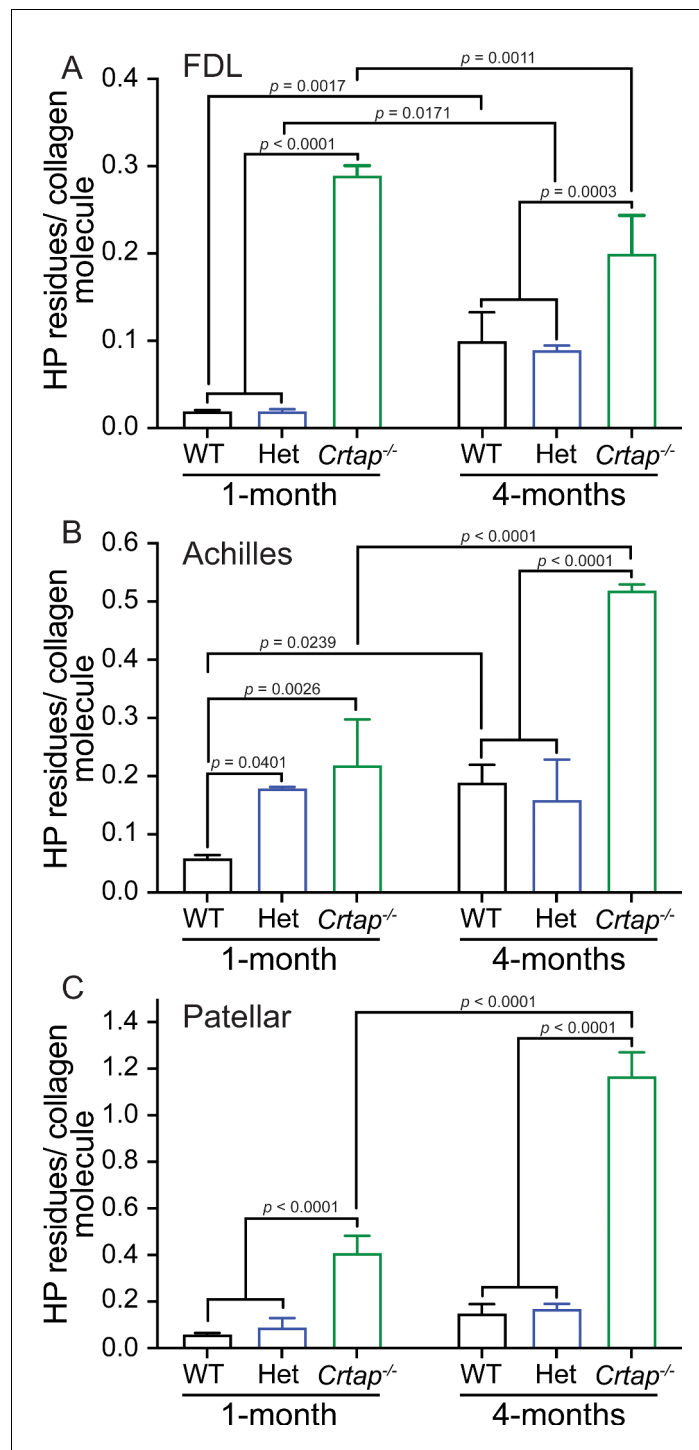 A
FDL
p = 0.0011
p = 0.0017
p = 0.0171
p < 0.0001
p = 0.0003
HP residues/ collagen
molecule
0.4
0.3
0.2
0.1
0.0
WT Het Crtap-/- WT Het Crtap-/-
1-month 4-months
B
Achilles
p < 0.0001
p < 0.0001
p = 0.0239
p = 0.0026
p = 0.0401
HP residues/ collagen
molecule
0.6
0.5
0.4
0.3
0.2
0.1
0.0
WT Het Crtap-/- WT Het Crtap-/-
1-month 4-months
C
Patellar
p < 0.0001
p < 0.0001
p < 0.0001
HP residues/ collagen
molecule
1.4
1.2
1.0
0.8
0.6
0.4
0.2
0.0
WT Het Crtap-/- WT Het Crtap-/-
1-month 4-months